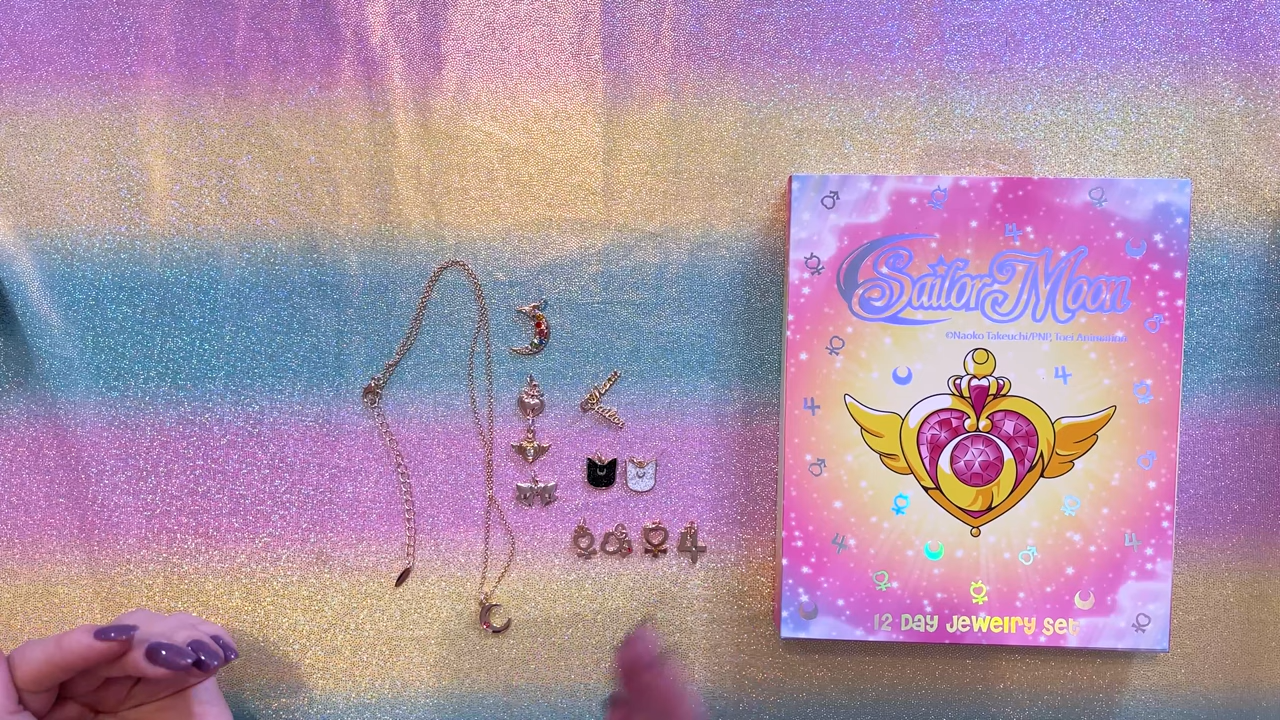 Sailor Moon
©Naoko Takeuchi/PNP, Toei Animation
12 Day Jewelry Set